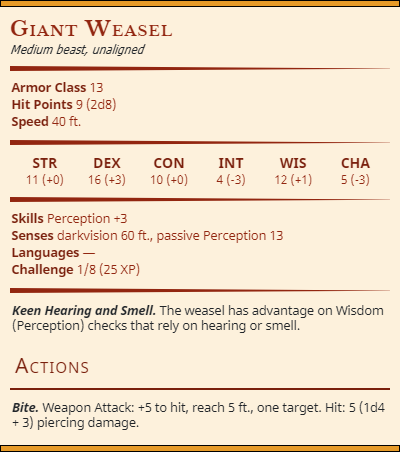 Giant Weasel
Medium beast, unaligned
Armor Class 13
Hit Points 9 (2d8)
Speed 40 ft.
STR DEX CON INT WIS CHA
11 (+0) 16 (+3) 10 (+0) 4 (-3) 12 (+1) 5 (-3)
Skills Perception +3
Senses darkvision 60 ft., passive Perception 13
Languages —
Challenge 1/8 (25 XP)
Keen Hearing and Smell. The weasel has advantage on Wisdom
(Perception) checks that rely on hearing or smell.
Actions
Bite. Weapon Attack: +5 to hit, reach 5 ft., one target. Hit: 5 (1d4
+ 3) piercing damage.